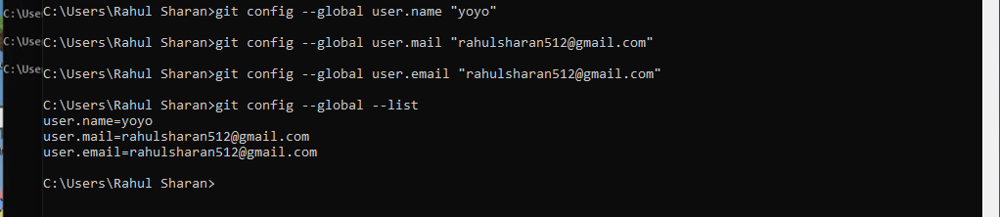 C:\Users\Rahul Sharan>git config --global user.name "yoyo"
C:\Use
C:\Users\Rahul Sharan>git config --global user.mail "rahulsharan512@gmail.com"
C:\Use
C:\Users\Rahul Sharan>git config --global user.email "rahulsharan512@gmail.com"
C:\Use
C:\Users\Rahul Sharan>git config --global --list
user.name=yoyo
user.mail=rahulsharan512@gmail.com
user.email=rahulsharan512@gmail.com
C:\Users\Rahul Sharan>